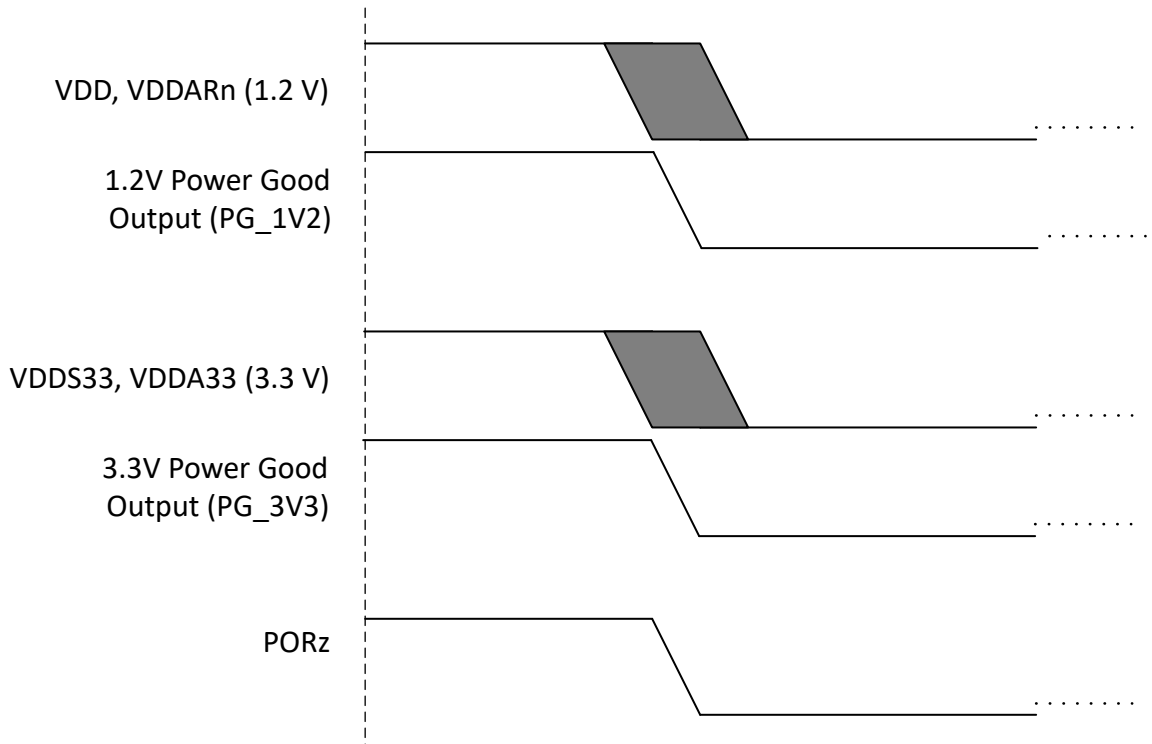 VDD, VDDARn (1.2 V)
1.2V Power Good
Output (PG_1V2)
VDDS33, VDDA33 (3.3 V)
3.3V Power Good
Output (PG_3V3)
PORz